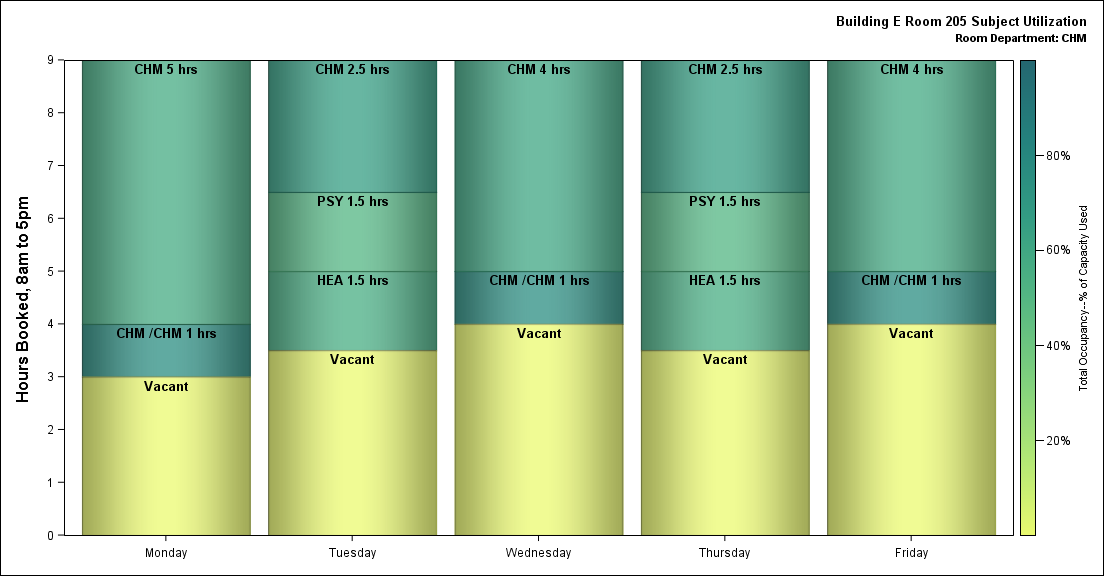 Building E Room 205 Subject Utilization
Room Department: CHM
Hours Booked, 8am to 5pm
9
8
7
6
5
4
3
2
1
0
CHM 5 hrs
CHM /CHM 1 hrs
Vacant
CHM 2.5 hrs
PSY 1.5 hrs
HEA 1.5 hrs
Vacant
CHM 4 hrs
CHM /CHM 1 hrs
Vacant
CHM 2.5 hrs
PSY 1.5 hrs
HEA 1.5 hrs
Vacant
CHM 4 hrs
CHM /CHM 1 hrs
Vacant
Monday
Tuesday
Wednesday
Thursday
Friday
80%
60%
40%
20%
Total Occupancy--% of Capacity Used